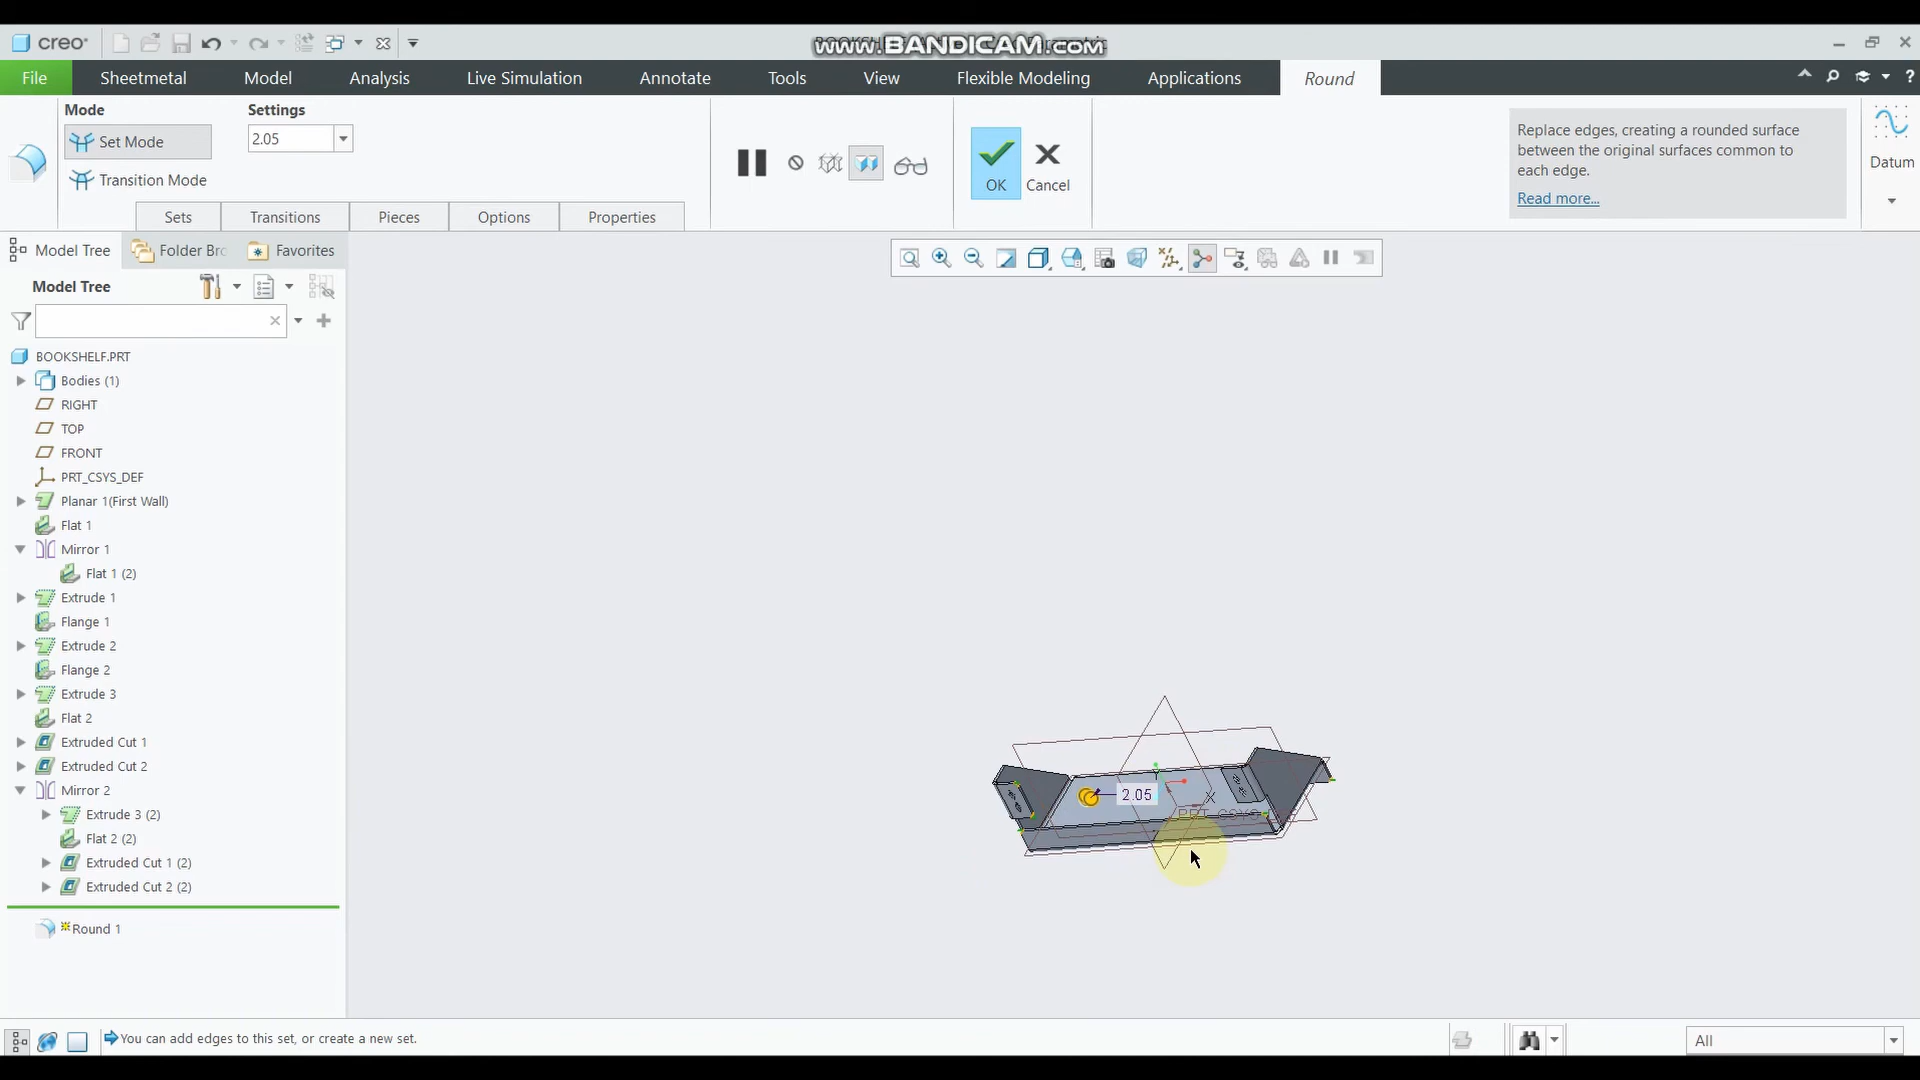 creo®
www.BANDICAM.com
File
Sheetmetal
Model
Analysis
Live Simulation
Annotate
Tools
View
Flexible Modeling
Applications
Round
Mode
Settings
Set Mode
2.05
Transition Mode
OK
Cancel
Replace edges, creating a rounded surface
between the original surfaces common to
each edge.
Read more...
Datum
Sets
Transitions
Pieces
Options
Properties
Model Tree
Folder Bro
Favorites
Model Tree
BOOKSHELF.PRT
Bodies (1)
RIGHT
TOP
FRONT
PRT_CSYS_DEF
Planar 1(First Wall)
Flat 1
Mirror 1
Flat 1 (2)
Extrude 1
Flange 1
Extrude 2
Flange 2
Extrude 3
Flat 2
Extruded Cut 1
Extruded Cut 2
Mirror 2
Extrude 3 (2)
Flat 2 (2)
Extruded Cut 1 (2)
Extruded Cut 2 (2)
Round 1
2.05
X
You can add edges to this set, or create a new set.
All